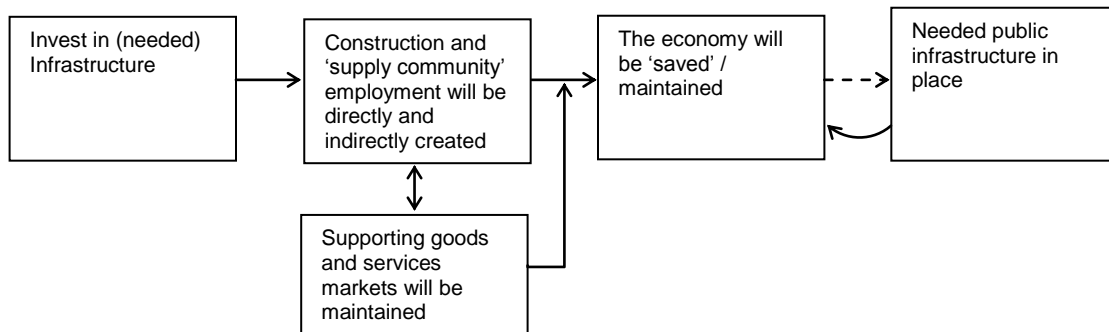 Invest in (needed)
Infrastructure
Construction and
‘supply community’
employment will be
directly and
indirectly created
The economy will
be ‘saved’ /
maintained
Needed public
infrastructure in
place
Supporting goods
and services
markets will be
maintained